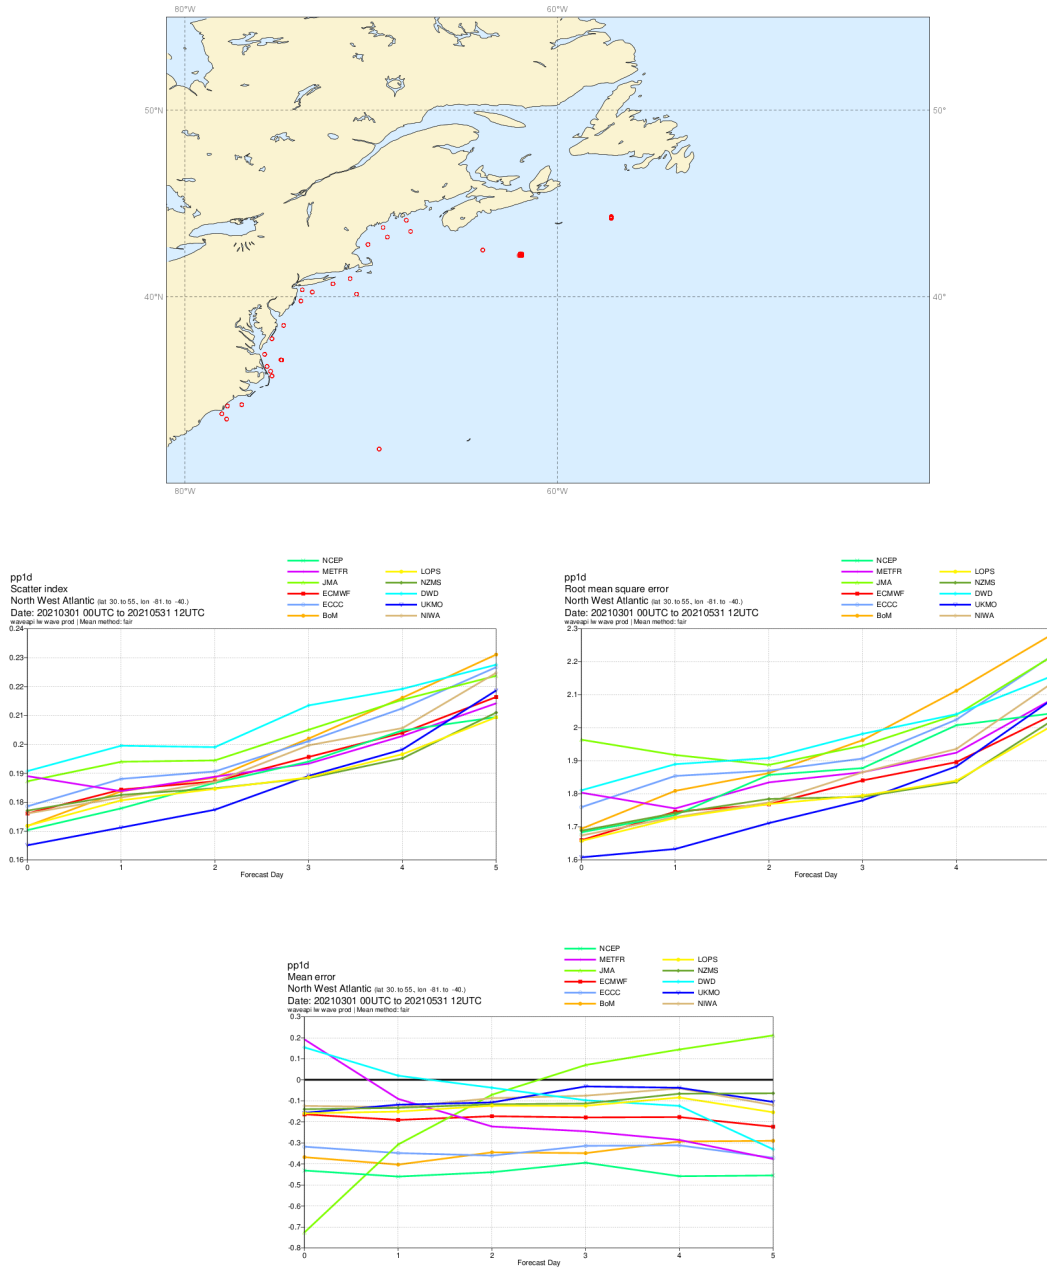 80°W 60°W
50°N 50°
40°N 40°
80°W 60°W
pp1d
Scatter index
North West Atlantic (lat 30. to 55., lon -81. to -40.)
Date: 20210301 00UTC to 20210531 12UTC
waveapi lw wave prod | Mean method: fair
NCEP
METFR
JMA
ECMWF
ECCC
BoM
LOPS
NZMS
DWD
UKMO
NIWA
0.24
0.23
0.22
0.21
0.2
0.19
0.18
0.17
0.16
0 1 2 3 4 5
Forecast Day
pp1d
Root mean square error
North West Atlantic (lat 30. to 55., lon -81. to -40.)
Date: 20210301 00UTC to 20210531 12UTC
waveapi lw wave prod | Mean method: fair
NCEP
METFR
JMA
ECMWF
ECCC
BoM
LOPS
NZMS
DWD
UKMO
NIWA
2.3
2.2
2.1
2.0
1.9
1.8
1.7
1.6
0 1 2 3 4
Forecast Day
pp1d
Mean error
North West Atlantic (lat 30. to 55., lon -81. to -40.)
Date: 20210301 00UTC to 20210531 12UTC
waveapi lw wave prod | Mean method: fair
NCEP
METFR
JMA
ECMWF
ECCC
BoM
LOPS
NZMS
DWD
UKMO
NIWA
0.3
0.2
0.1
0
-0.1
-0.2
-0.3
-0.4
-0.5
-0.6
-0.7
-0.8
0 1 2 3 4 5
Forecast Day